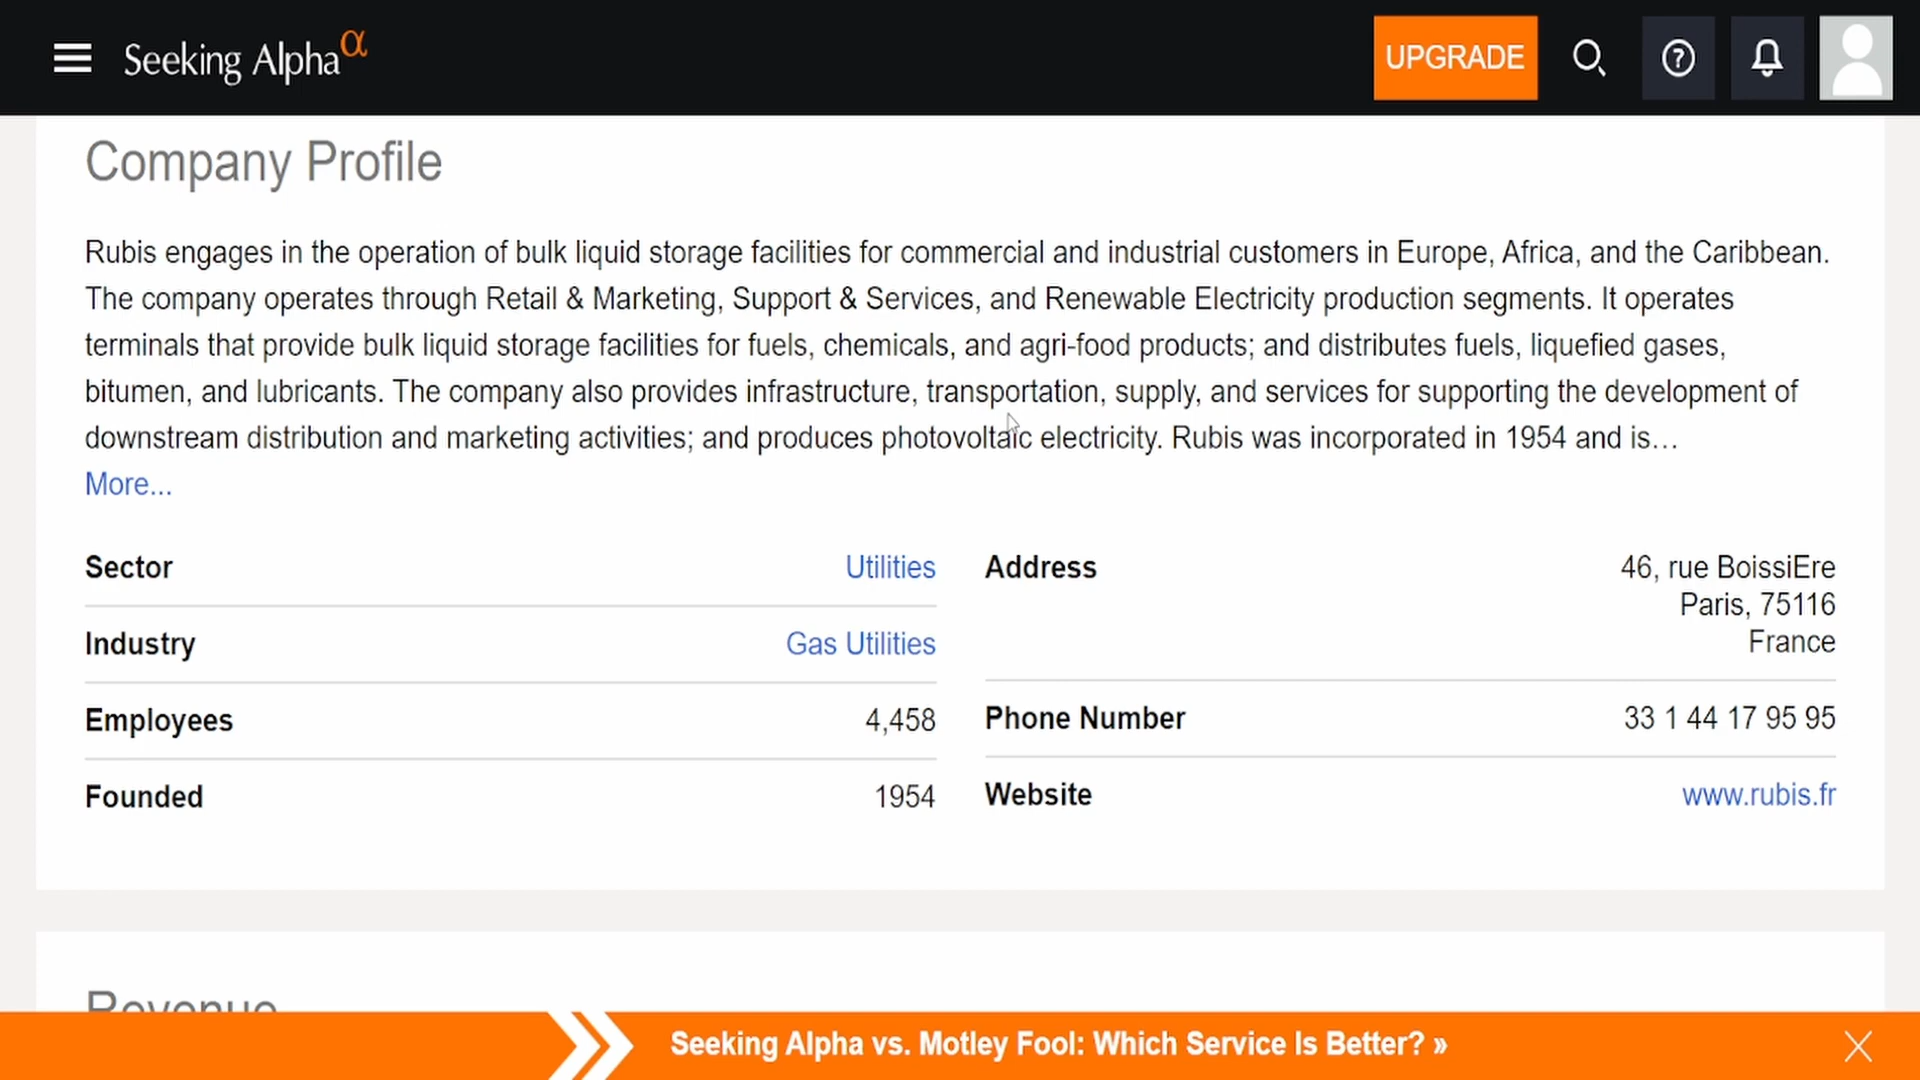 Seeking Alpha α
UPGRADE
Company Profile
Rubis engages in the operation of bulk liquid storage facilities for commercial and industrial customers in Europe, Africa, and the Caribbean.
The company operates through Retail & Marketing, Support & Services, and Renewable Electricity production segments. It operates
terminals that provide bulk liquid storage facilities for fuels, chemicals, and agri-food products; and distributes fuels, liquefied gases,
bitumen, and lubricants. The company also provides infrastructure, transportation, supply, and services for supporting the development of
downstream distribution and marketing activities; and produces photovoltaic electricity. Rubis was incorporated in 1954 and is…
More...
Sector Utilities
Industry Gas Utilities
Employees 4,458
Founded 1954
Address 46, rue BoissiEre
Paris, 75116
France
Phone Number 33 1 44 17 95 95
Website www.rubis.fr
Revenue
Seeking Alpha vs. Motley Fool: Which Service Is Better? »